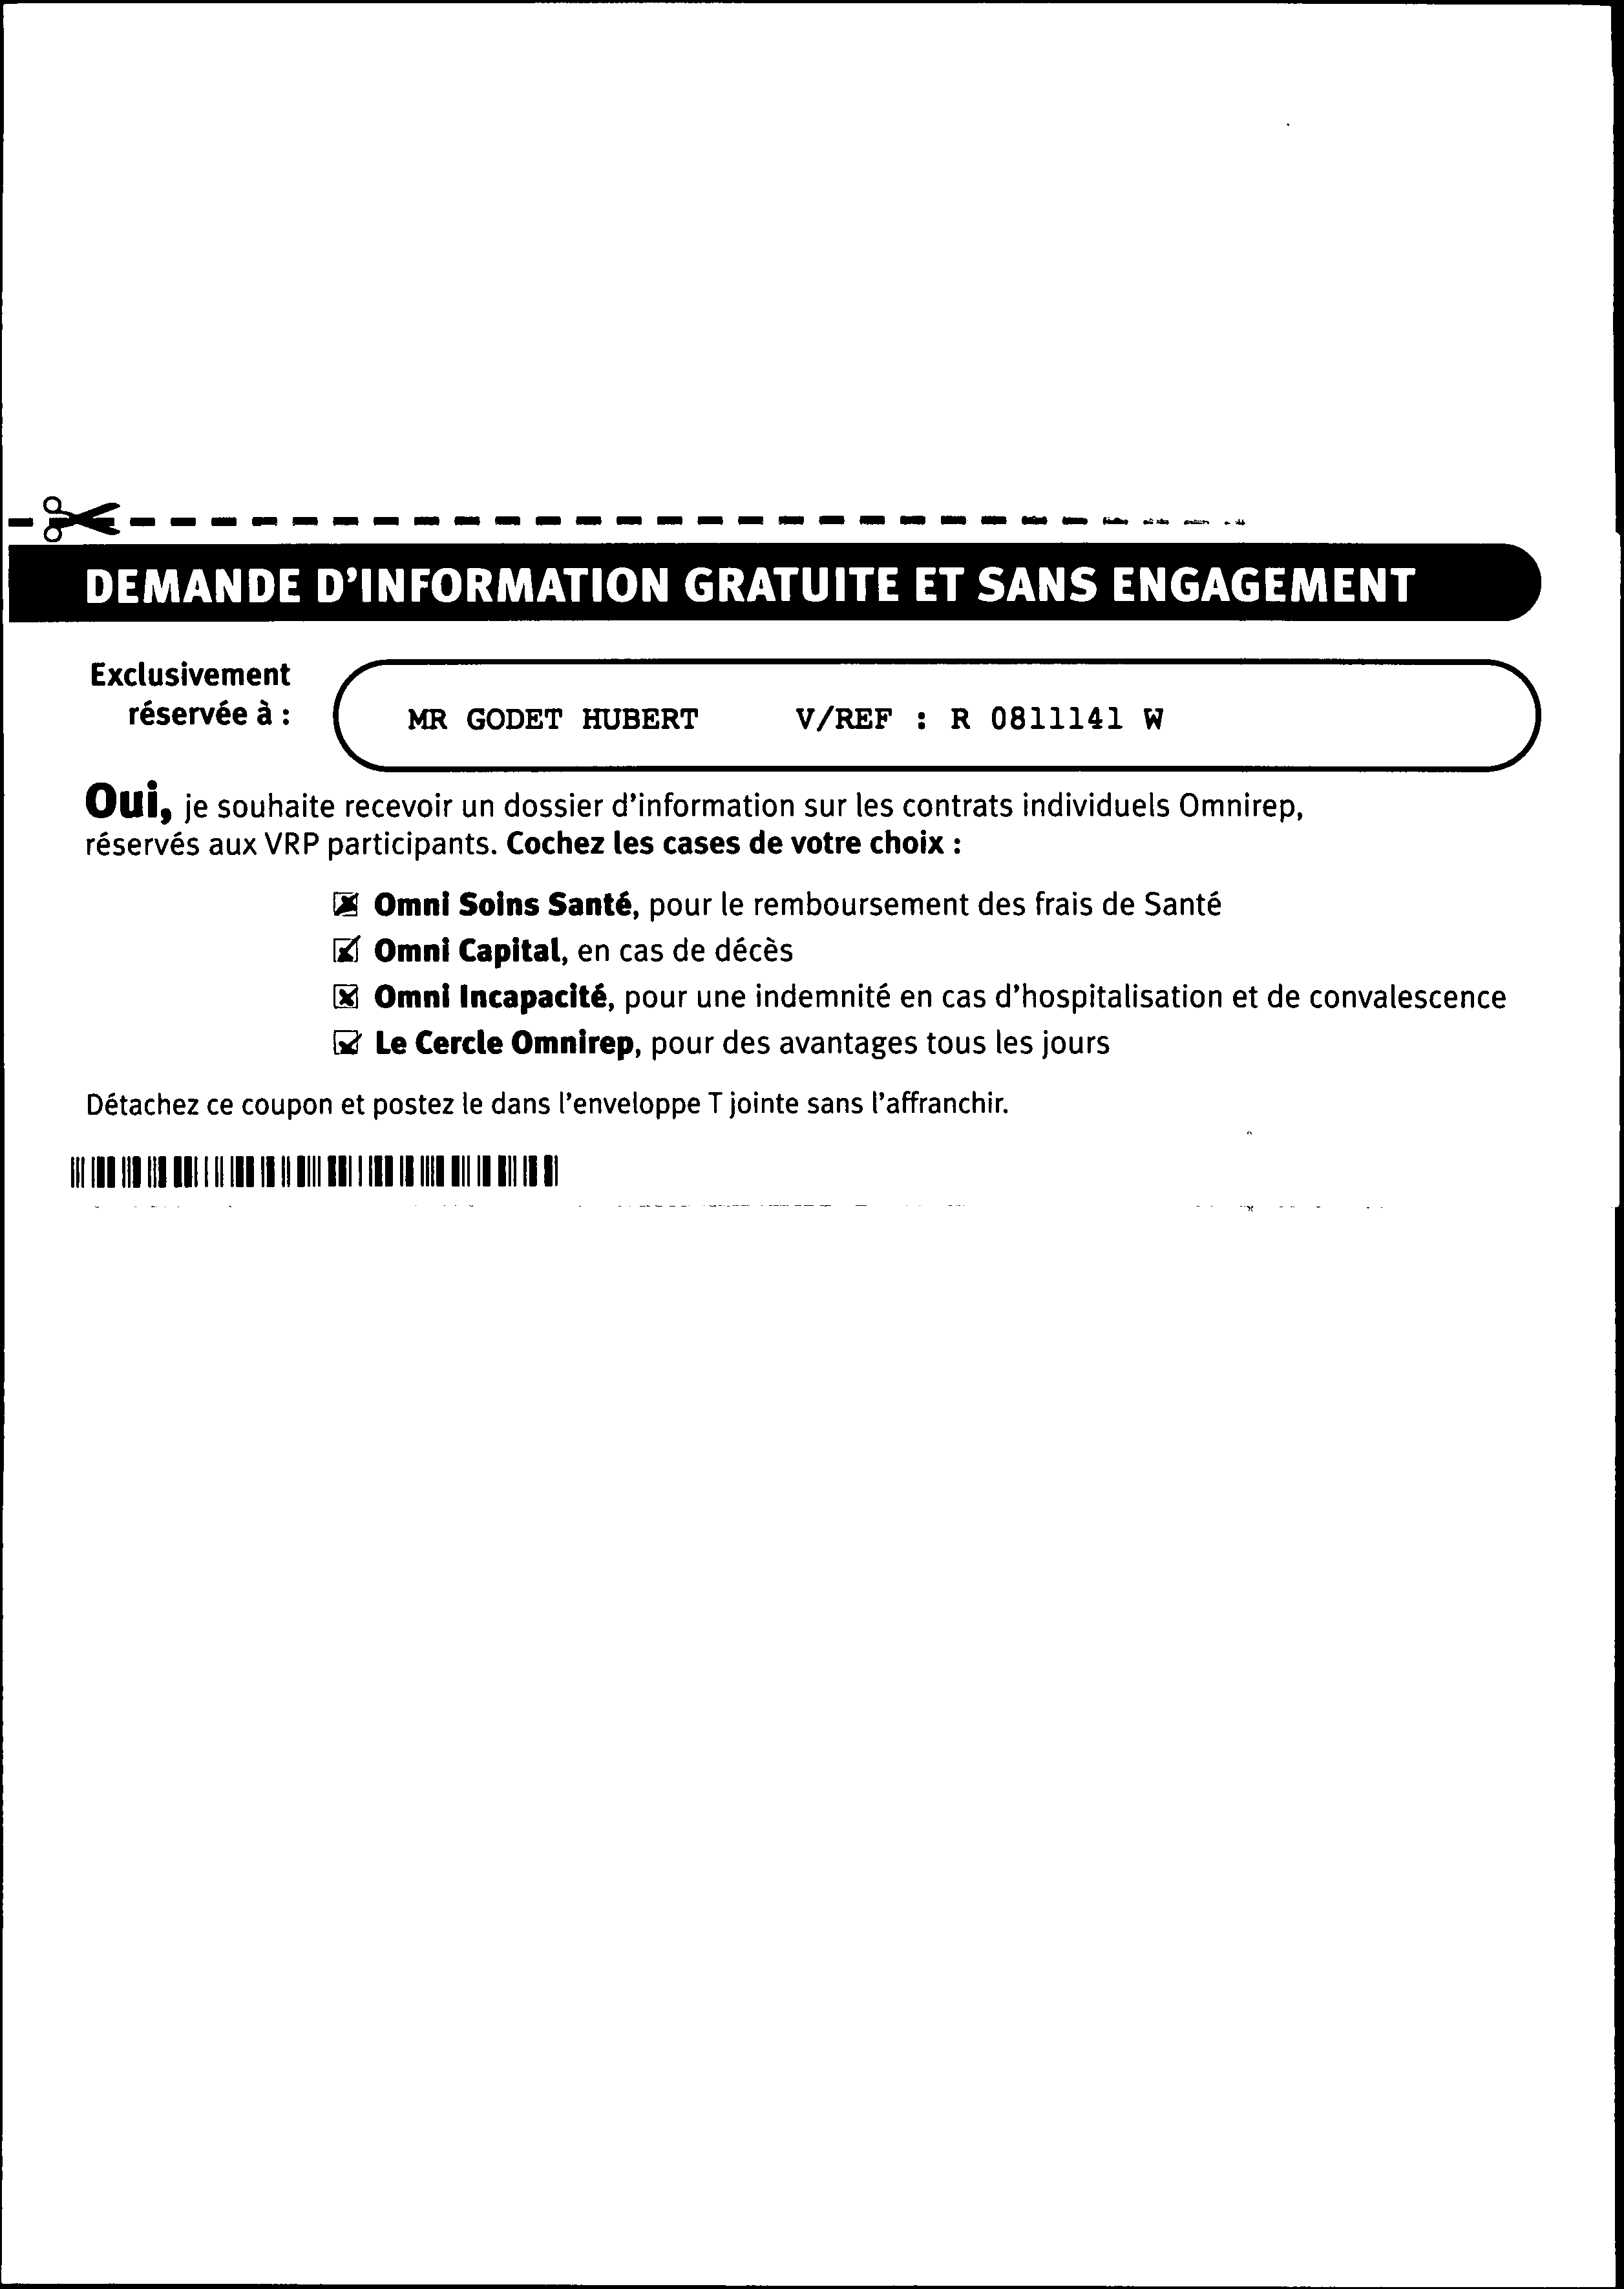 DEMANDE D'INFORMATION GRATUITE ET SANS ENGAGEMENT
Exclusivement
réservée à :
MR GODET HUBERT V/REF : R 0811141 W
Oui, je souhaite recevoir un dossier d'information sur les contrats individuels Omnirep,
réservés aux VRP participants. Cochez les cases de votre choix :
Omni Soins Santé, pour le remboursement des frais de Santé
Omni Capital, en cas de décès
Omni Incapacité, pour une indemnité en cas d'hospitalisation et de convalescence
Le Cercle Omnirep, pour des avantages tous les jours
Détachez ce coupon et postez le dans l'enveloppe T jointe sans l'affranchir.